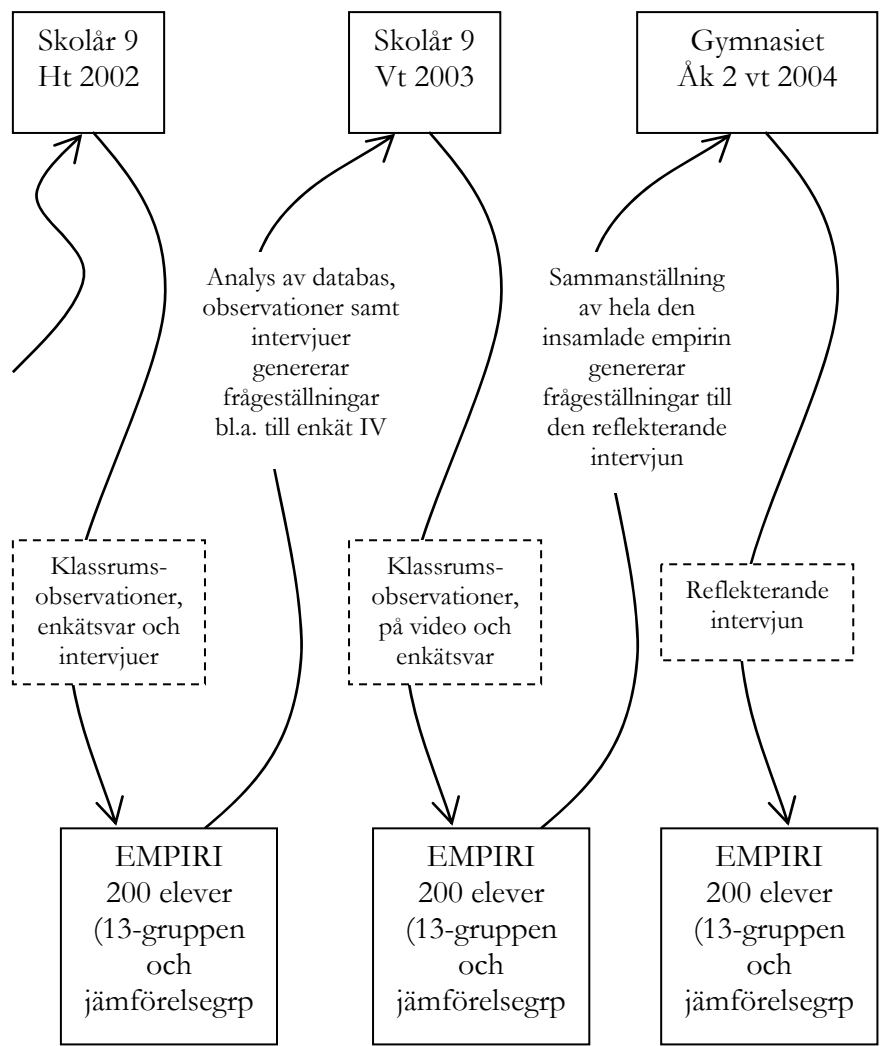 Skolår 9
Ht 2002
Skolår 9
Vt 2003
Gymnasiet
Åk 2 vt 2004
Analys av databas,
observationer samt
intervjuer
genererar
frågeställningar
bl.a. till enkät IV
Sammanställning
av hela den
insamlade empirin
genererar
frågeställningar till
den reflekterande
intervjun
Klassrums-
observationer,
enkätsvar och
intervjuer
Klassrums-
observationer,
på video och
enkätsvar
Reflekterande
intervjun
EMPIRI
200 elever
(13-gruppen
och
jämförelsegrp
EMPIRI
200 elever
(13-gruppen
och
jämförelsegrp
EMPIRI
200 elever
(13-gruppen
och
jämförelsegrp